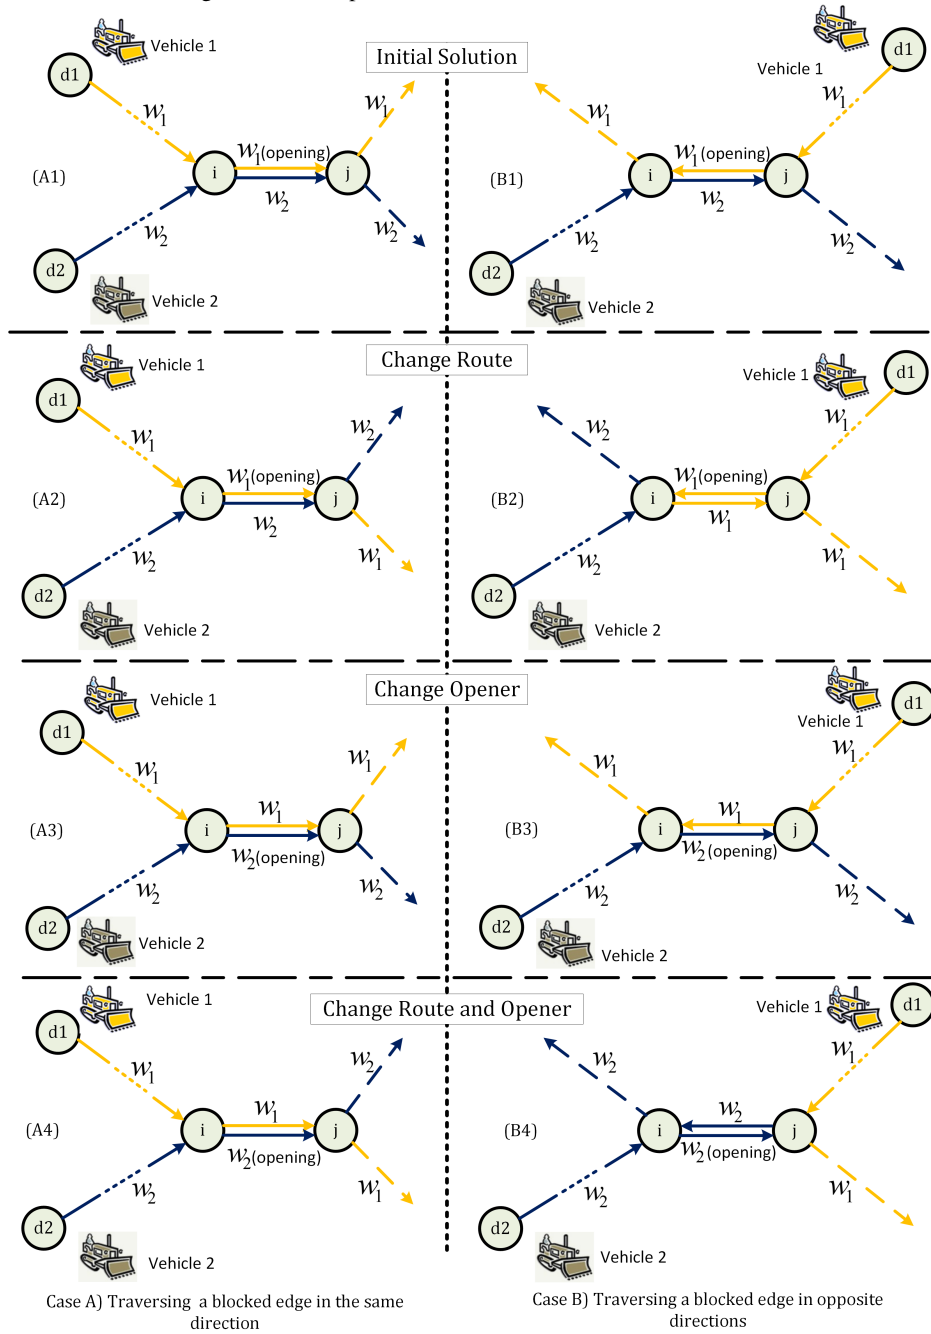 Vehicle 1
d1
Initial Solution
d1
Vehicle 1
w1
w1
w1
w1
w1(opening)
w1(opening)
(A1)
i
j
(B1)
i
j
w2
w2
w2
w2
w2
w2
d2
d2
Vehicle 2
Vehicle 2
Change Route
Vehicle 1
d1
Vehicle 1
d1
w1
w2
w2
w1
w1(opening)
w1(opening)
(A2)
i
j
(B2)
i
j
w2
w1
w2
w1
w2
w1
d2
d2
Vehicle 2
Vehicle 2
Change Opener
Vehicle 1
d1
Vehicle 1
d1
w1
w1
w1
w1
w1
w1
(A3)
i
j
(B3)
i
j
w2(opening)
w2(opening)
w2
w2
w2
w2
d2
d2
Vehicle 2
Vehicle 2
Change Route and Opener
Vehicle 1
d1
Vehicle 1
d1
w1
w2
w2
w1
w1
w2
(A4)
i
j
(B4)
i
j
w2(opening)
w2(opening)
w2
w1
w2
w1
d2
d2
Vehicle 2
Vehicle 2
Case A) Traversing a blocked edge in the same
direction
Case B) Traversing a blocked edge in opposite
directions